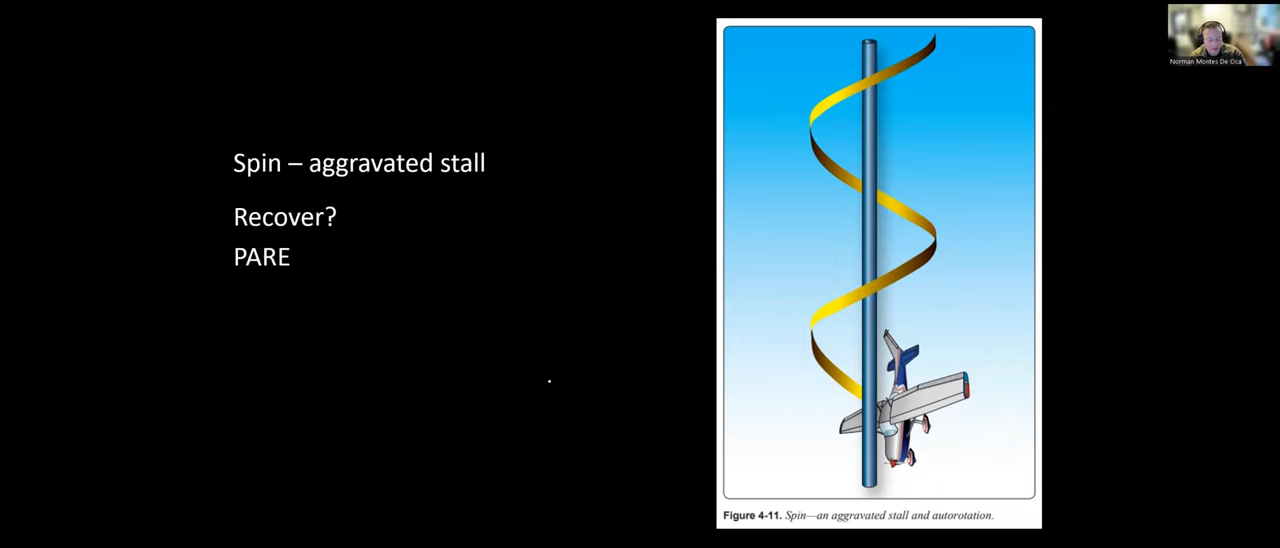 Spin – aggravated stall
Recover?
PARE
Norman Montes De Oca
Figure 4-11. Spin—an aggravated stall and autorotation.